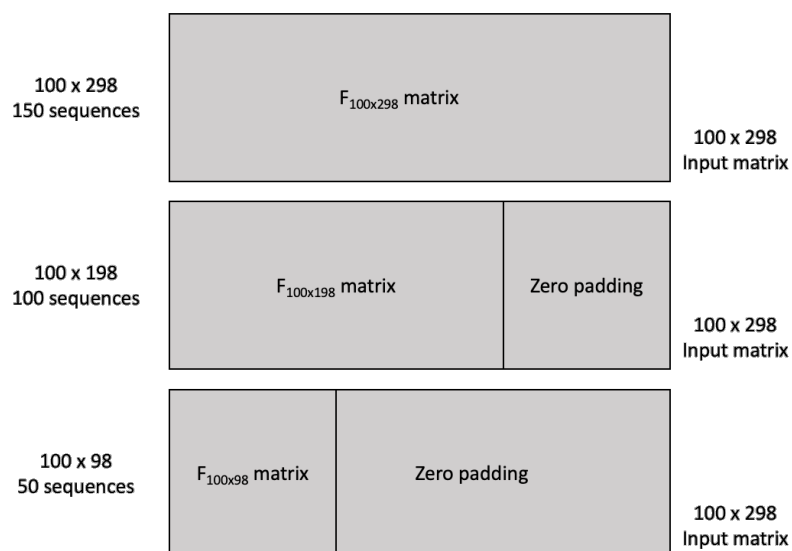 100 x 298
150 sequences
F100x298 matrix
100 x 298
Input matrix
100 x 198
100 sequences
F100x198 matrix
Zero padding
100 x 298
Input matrix
100 x 98
50 sequences
F100x98 matrix
Zero padding
100 x 298
Input matrix